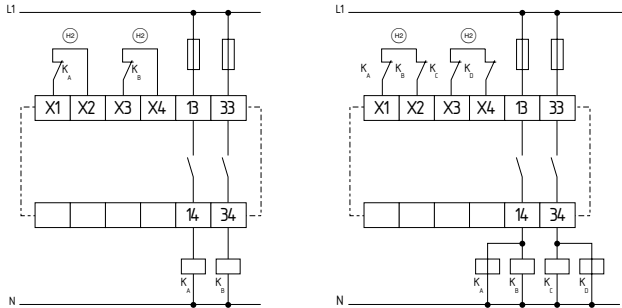 L1
H2 H2
K A K B
X1 X2 X3 X4 13 33
14 34
K A K B
N
L1
H2 H2
K A K B K C K D
X1 X2 X3 X4 13 33
14 34
K A K B K C K D
N